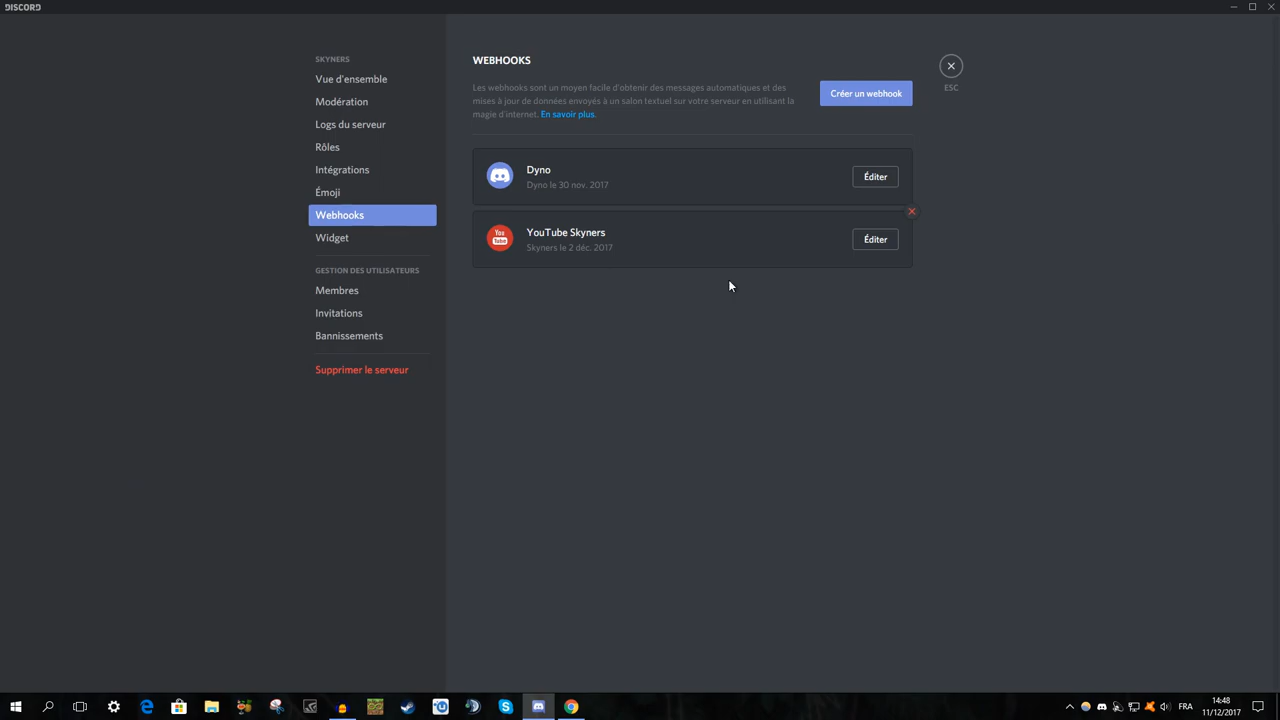 DISCORD
SKYNERS
Vue d'ensemble
Modération
Logs du serveur
Rôles
Intégrations
Émoji
Webhooks
Widget
GESTION DES UTILISATEURS
Membres
Invitations
Bannissements
Supprimer le serveur
WEBHOOKS
Les webhooks sont un moyen facile d'obtenir des messages automatiques et des
mises à jour de données envoyés à un salon textuel sur votre serveur en utilisant la
magie d'internet. En savoir plus.
Créer un webhook
ESC
Dyno
Dyno le 30 nov. 2017
Éditer
YouTube Skyners
Skyners le 2 déc. 2017
Éditer
You
Tube
FRA
14:48
11/12/2017